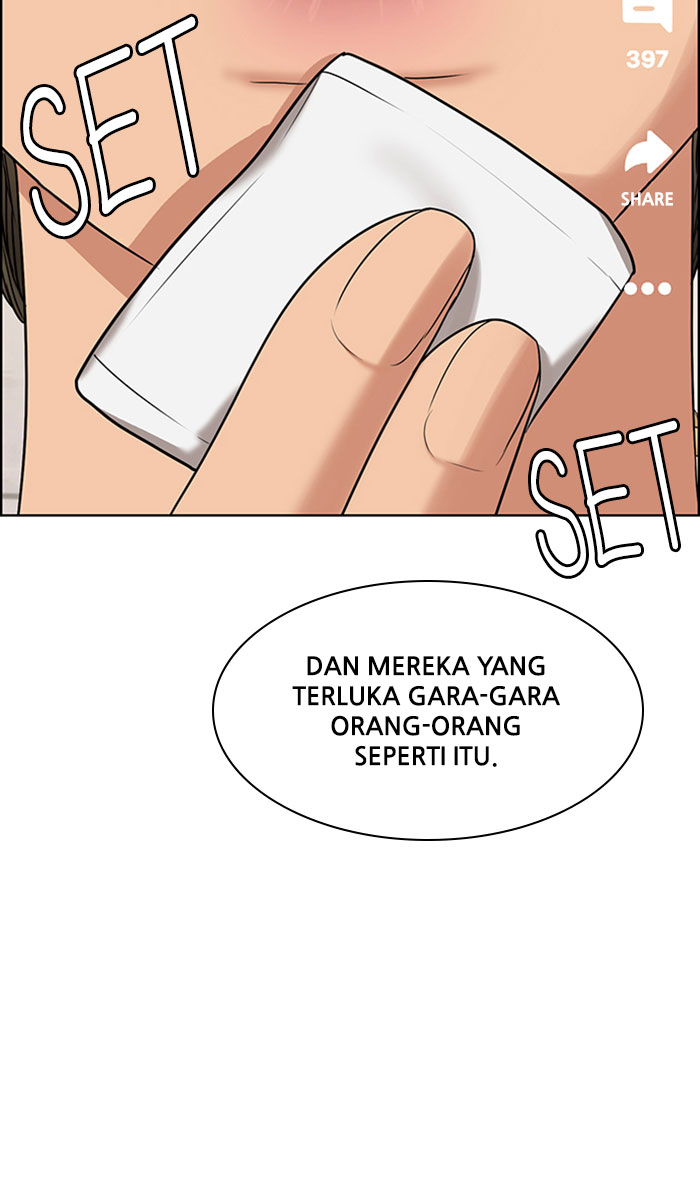 SET
397
SHARE
SET
DAN MEREKA YANG
TERLUKA GARA-GARA
ORANG-ORANG
SEPERTI ITU.